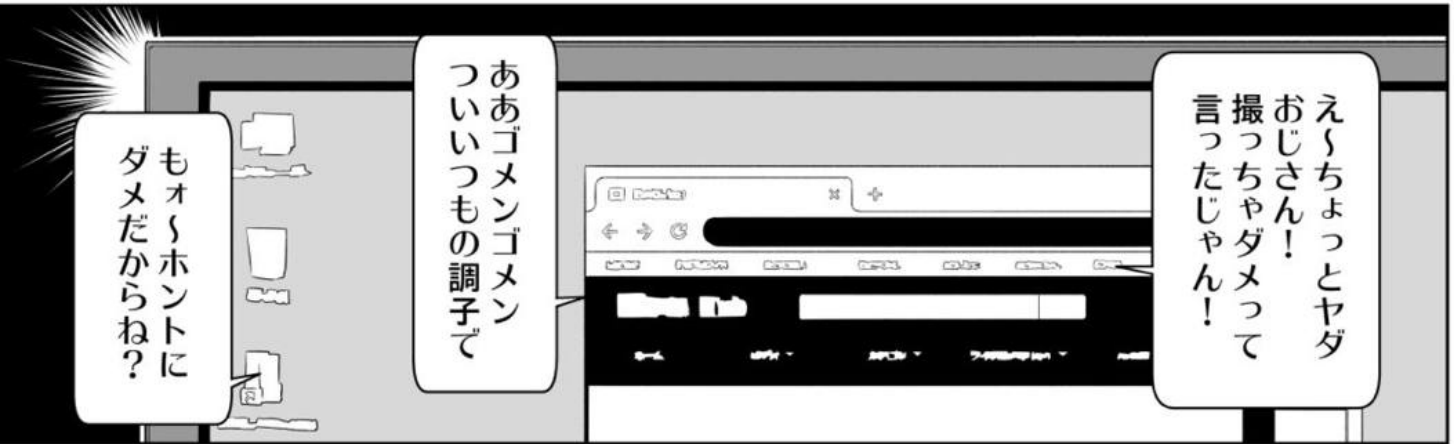 え～ちょっとヤダ
おじさん！
撮っちゃダメって
言ったじゃん！
ああゴメンゴメン
ついいつもの調子で
もォ～ホントに
ダメだからね？